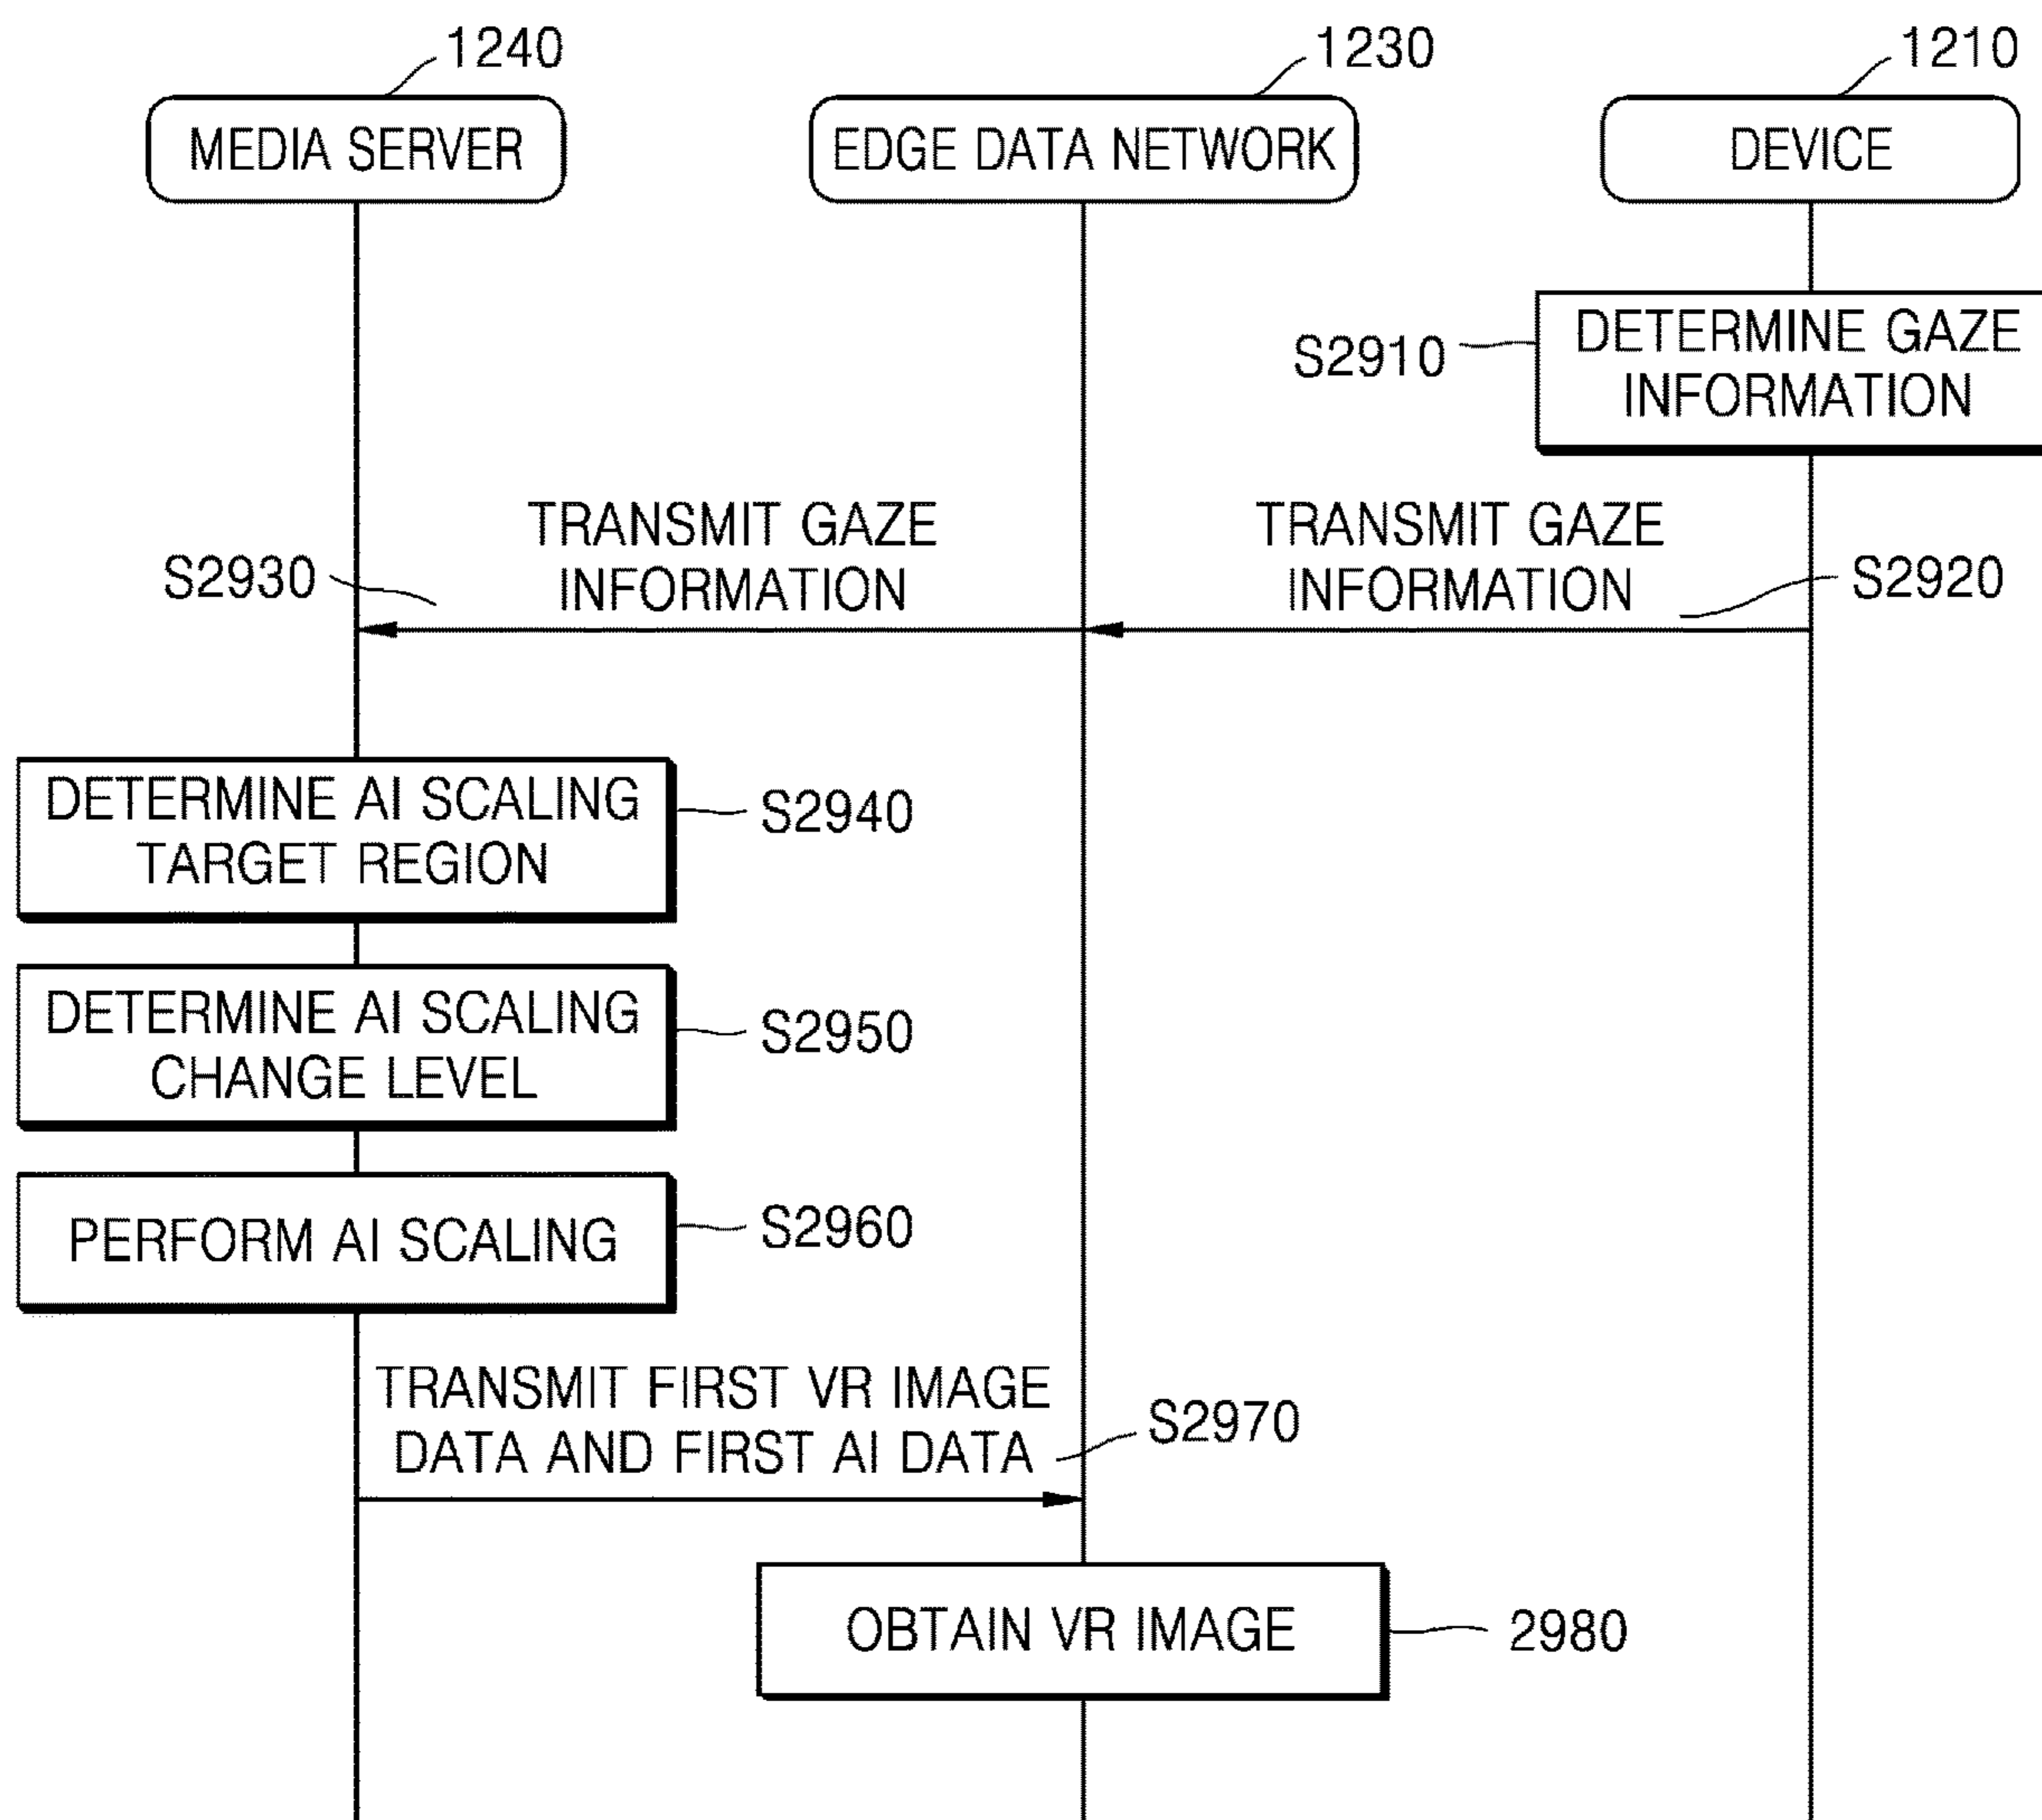 1240
1230
1210
MEDIA SERVER
EDGE DATA NETWORK
DEVICE
S2910
DETERMINE GAZE
INFORMATION
TRANSMIT GAZE
INFORMATION
S2930
TRANSMIT GAZE
INFORMATION
S2920
DETERMINE AI SCALING
TARGET REGION
S2940
DETERMINE AI SCALING
CHANGE LEVEL
S2950
PERFORM AI SCALING
S2960
TRANSMIT FIRST VR IMAGE
DATA AND FIRST AI DATA
S2970
OBTAIN VR IMAGE
2980